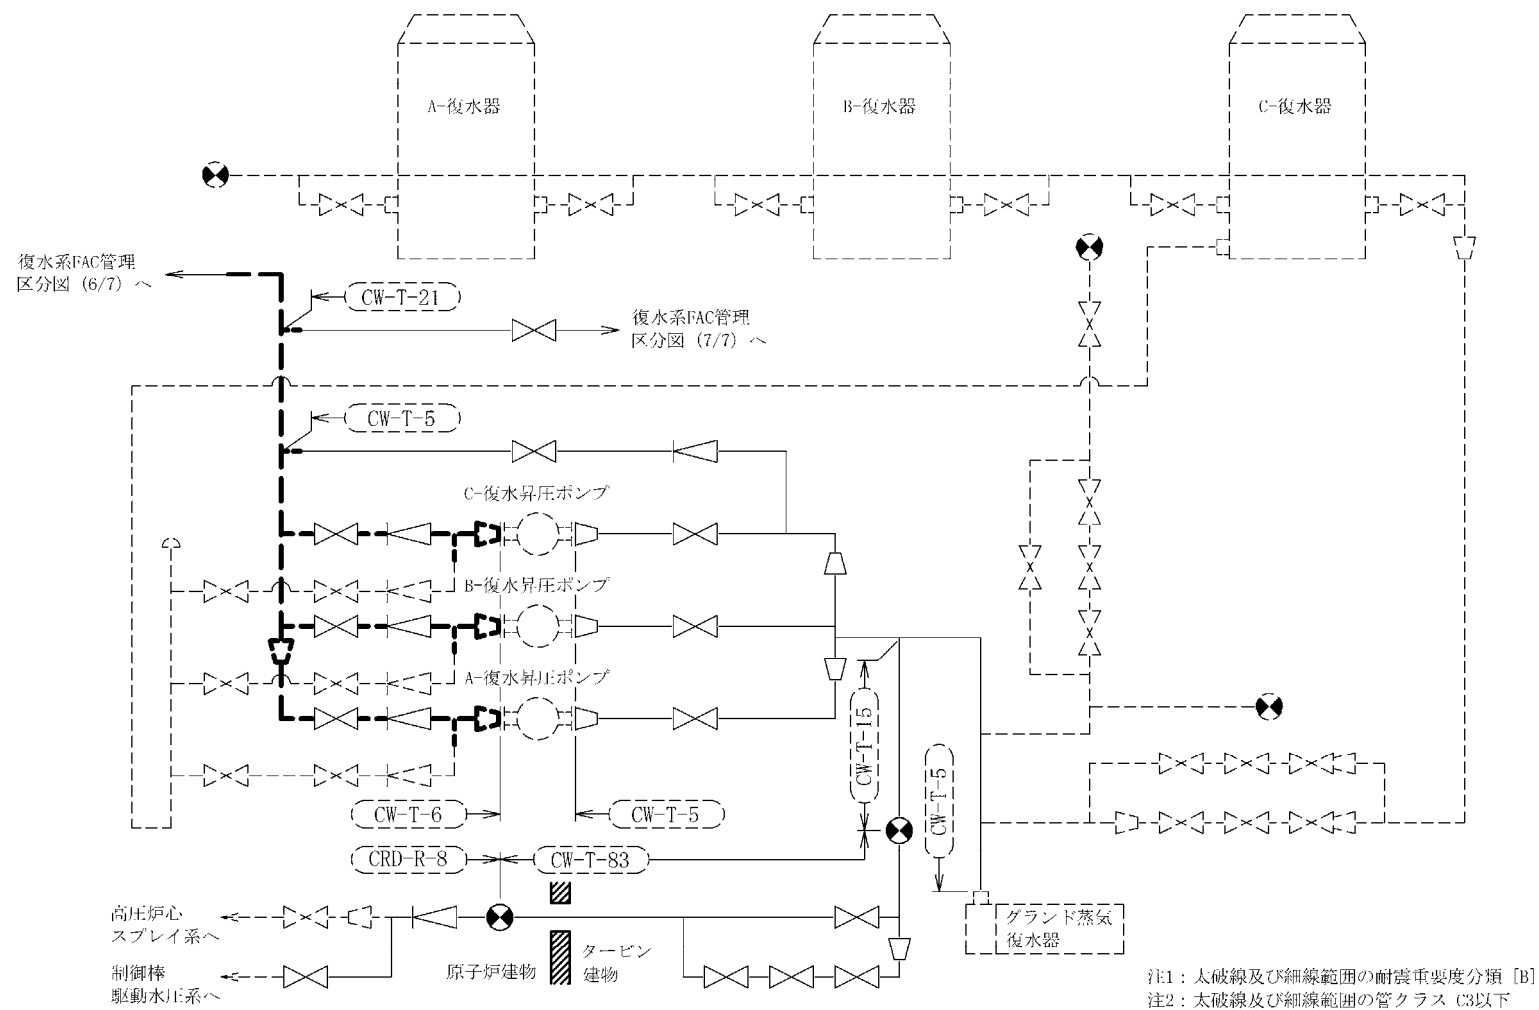 A-復水器
B-復水器
C-復水器
復水系FAC管理
区分図 (6/7) へ
CW-T-21
復水系FAC管理
区分図 (7/7) へ
CW-T-5
C-復水昇圧ポンプ
B-復水昇圧ポンプ
A-復水昇圧ポンプ
CW-T-15
CW-T-5
CW-T-6
CW-T-5
CRD-R-8
CW-T-83
高圧炉心
スプレイ系へ
グランド蒸気
復水器
制御棒
駆動水圧系へ
原子炉建物
タービン
建物
注1：太破線及び細線範囲の耐震重要度分類 [B]
注2：太破線及び細線範囲の管クラス C3以下